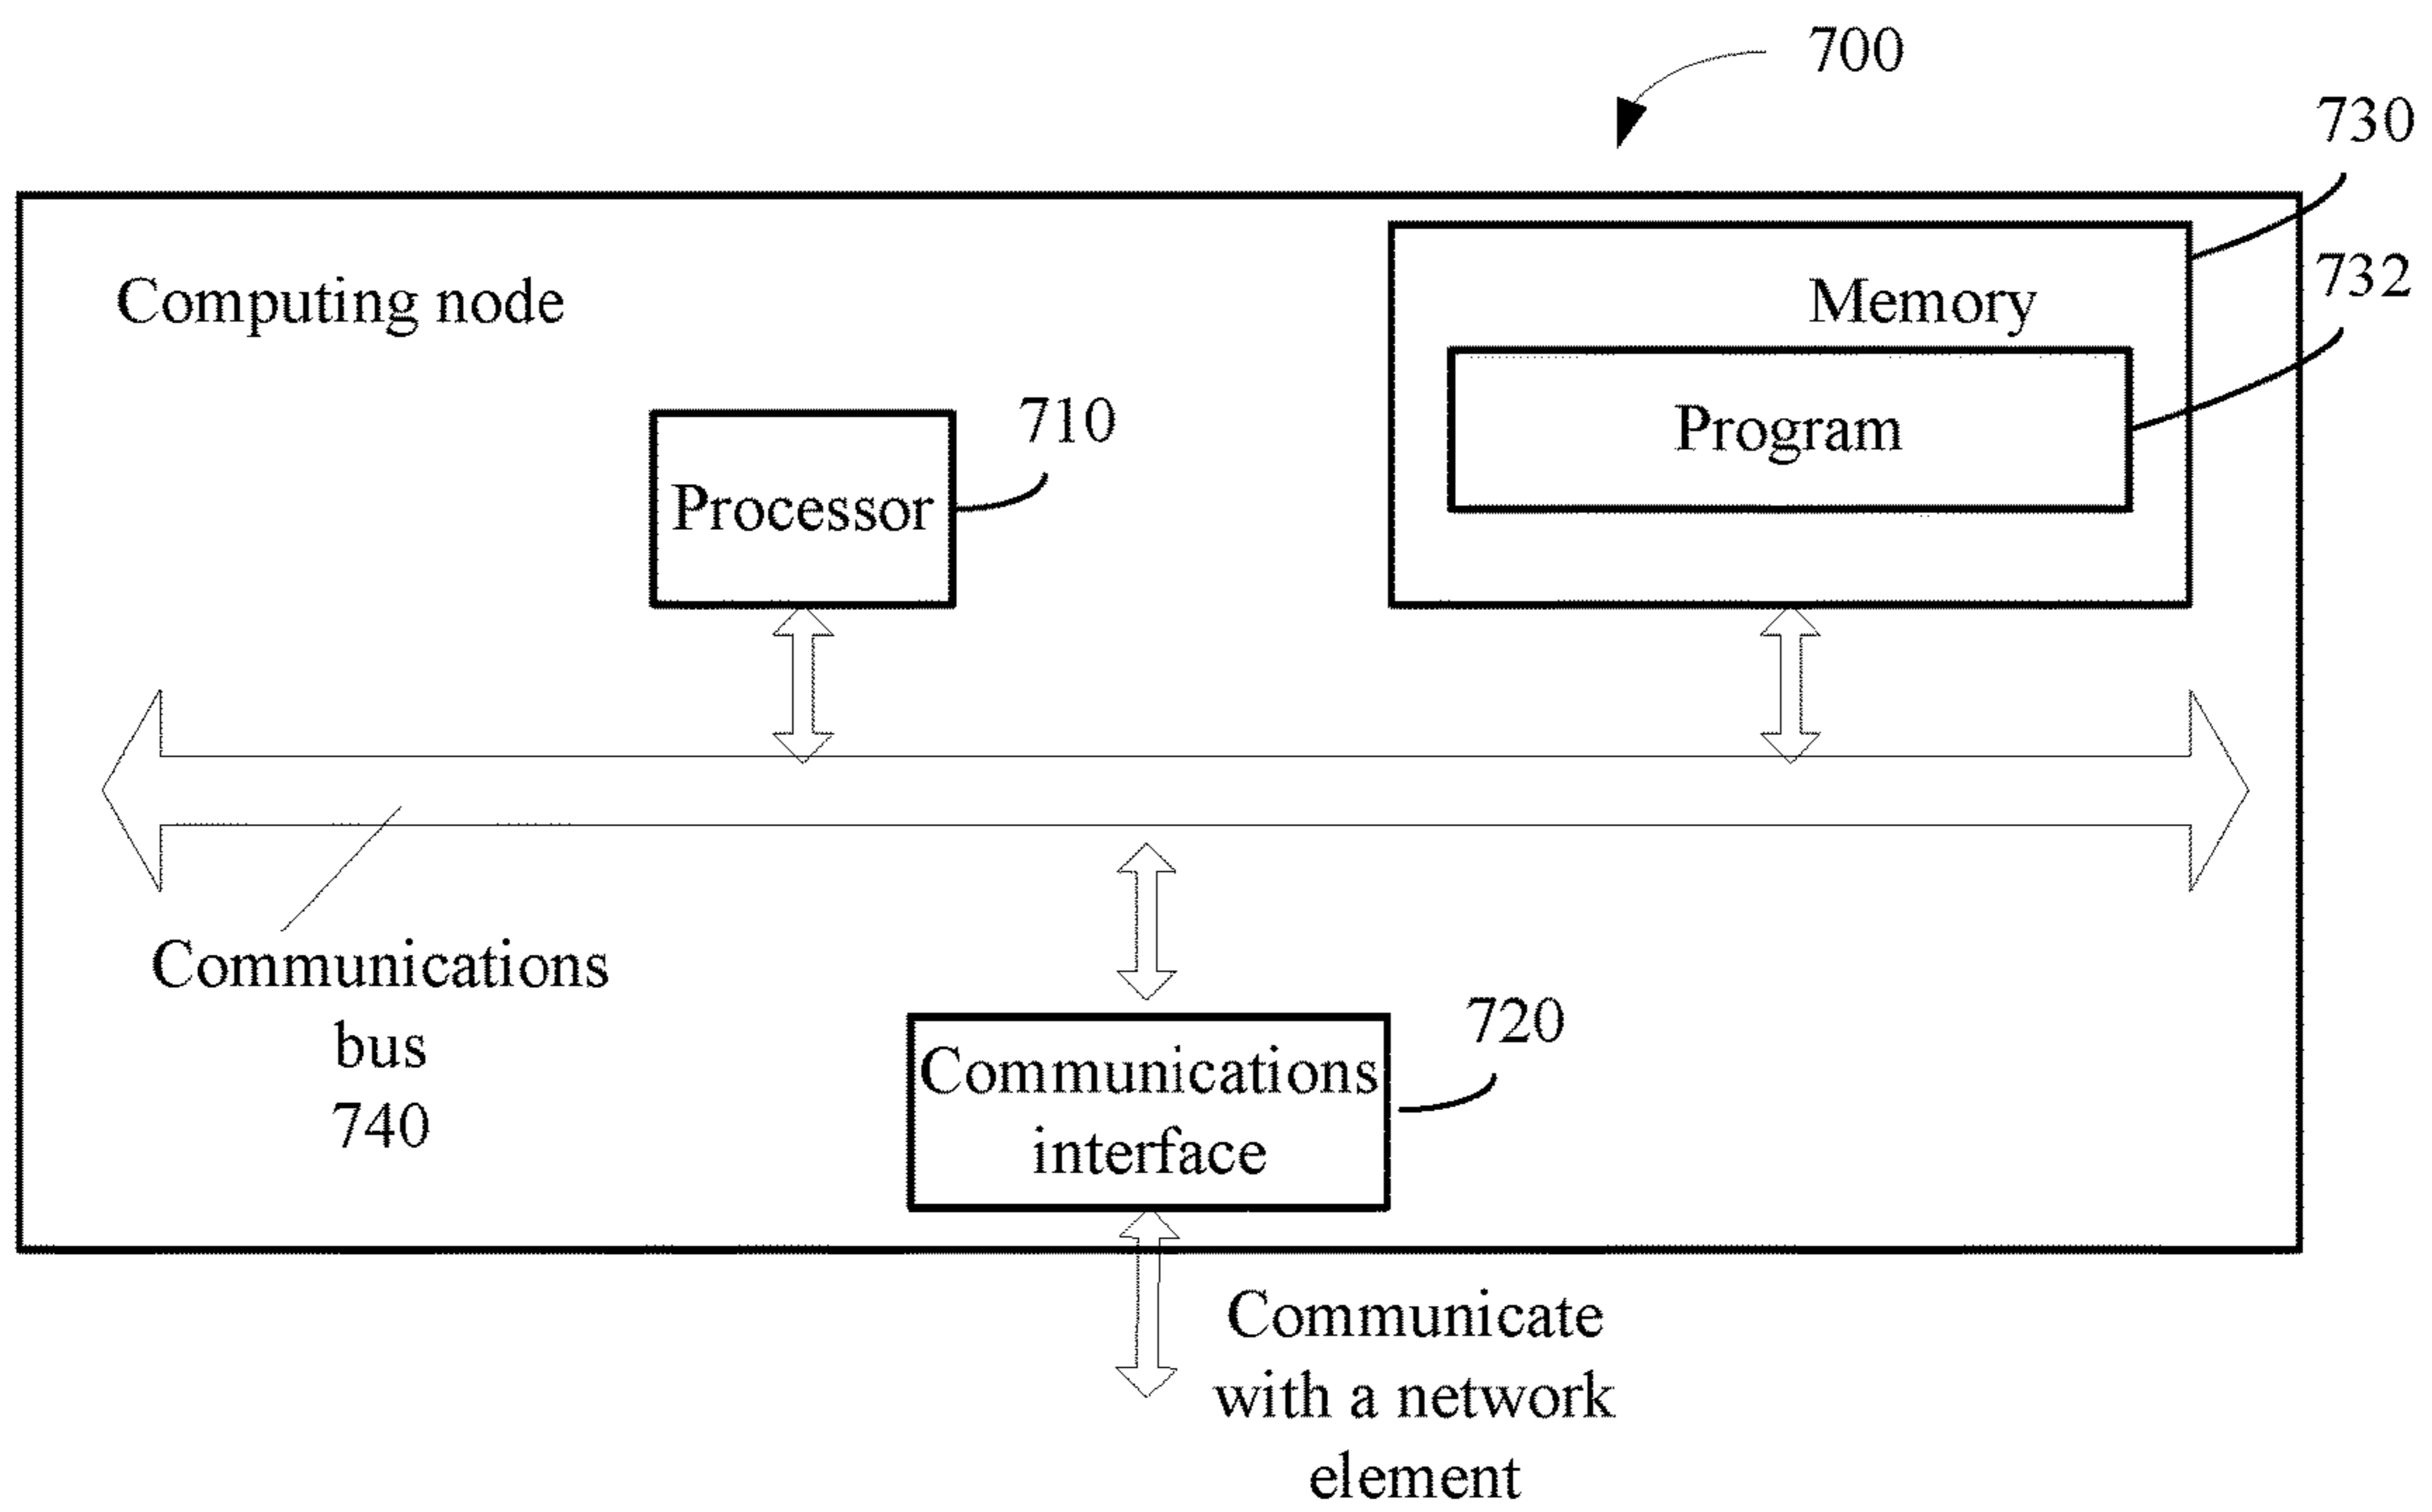 700
730
Computing node
Memory
732
Program
710
Processor
Communications
bus
740
720
Communications
interface
Communicate
with a network
element